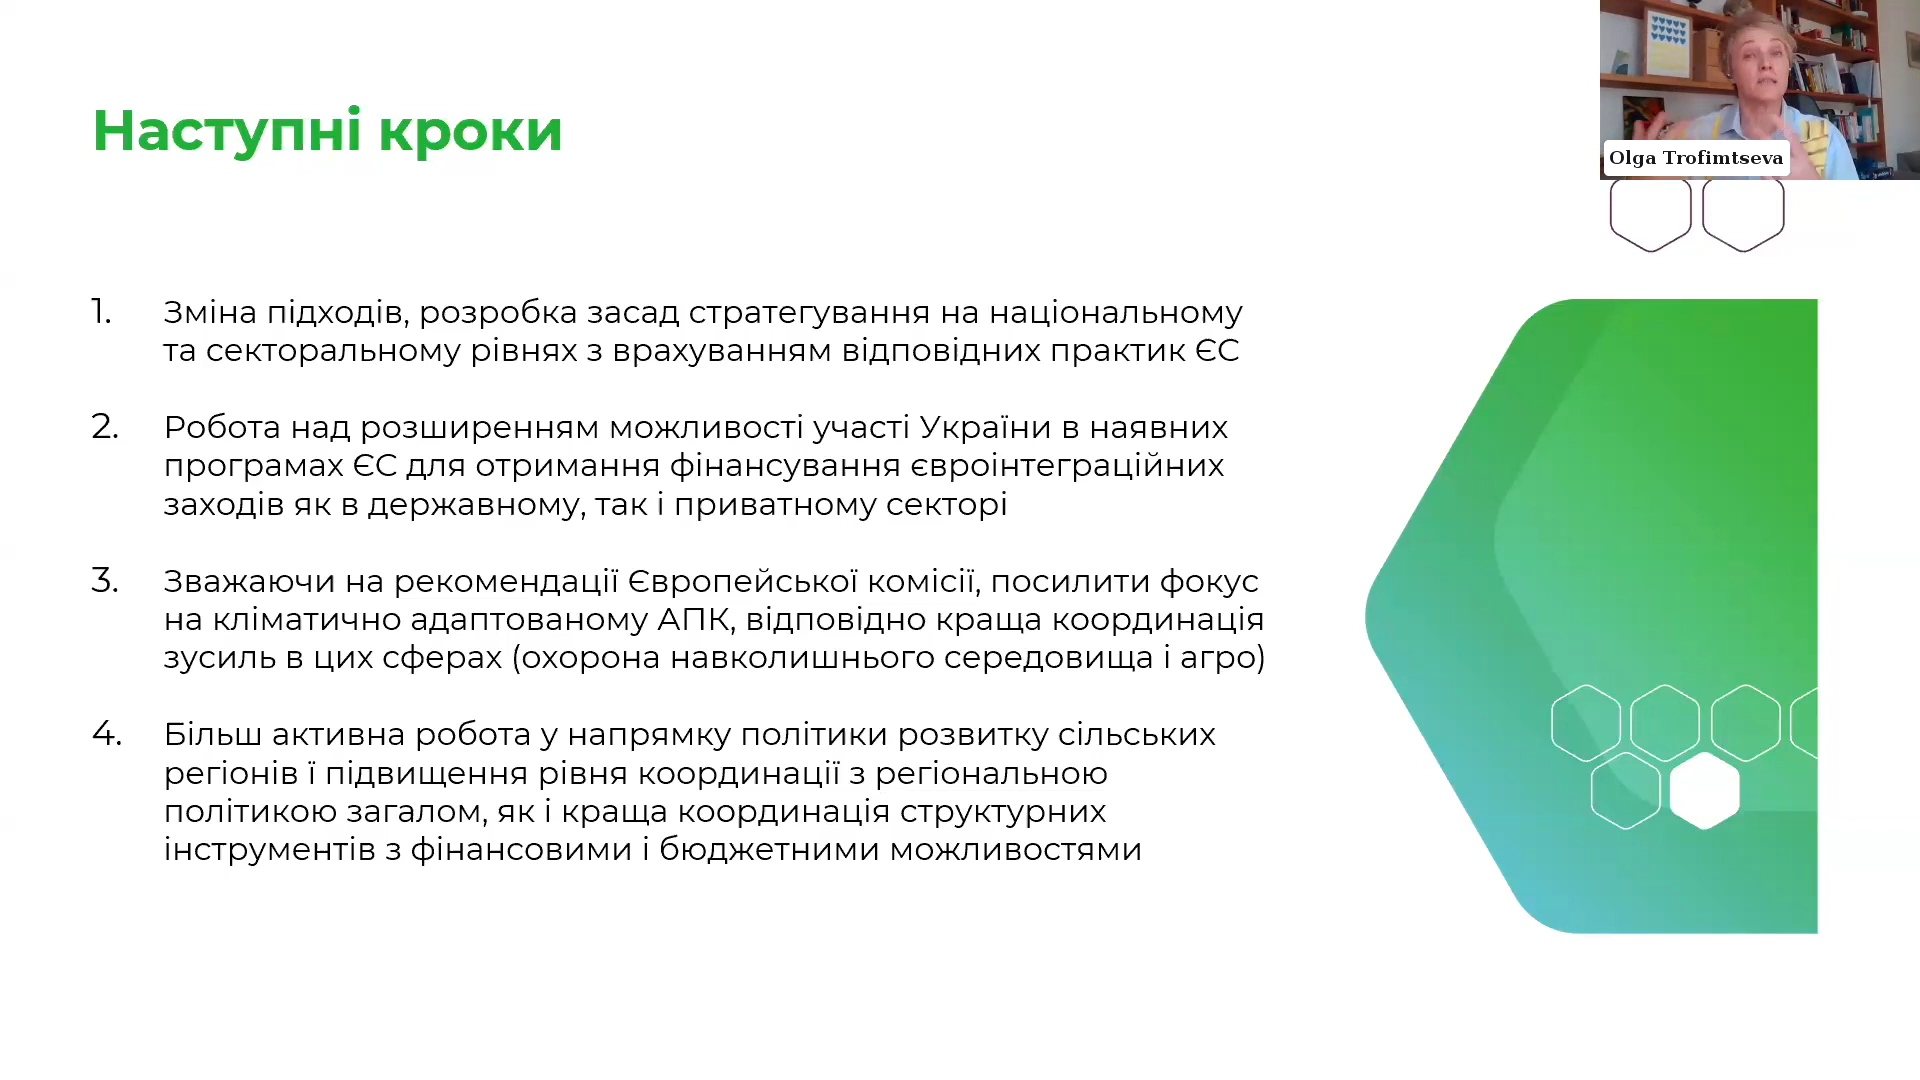 Наступні кроки
Olga Trofimtseva
1. Зміна підходів, розробка засад стратегування на національному
та секторальному рівнях з врахуванням відповідних практик ЄС
2. Робота над розширенням можливості участі України в наявних
програмах ЄС для отримання фінансування євроінтеграційних
заходів як в державному, так і приватному секторі
3. Зважаючи на рекомендації Європейської комісії, посилити фокус
на кліматично адаптованому АПК, відповідно краща координація
зусиль в цих сферах (охорона навколишнього середовища і агро)
4. Більш активна робота у напрямку політики розвитку сільських
регіонів ї підвищення рівня координації з регіональною
політикою загалом, як і краща координація структурних
інструментів з фінансовими і бюджетними можливостями